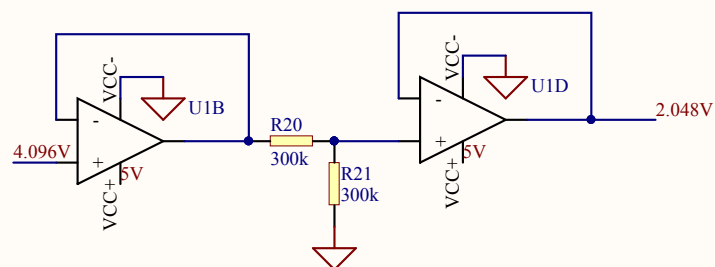 VCC-
U1B
-
+
4.096V
5V
VCC+
R20
300k
R21
300k
VCC-
U1D
-
+
5V
VCC+
2.048V